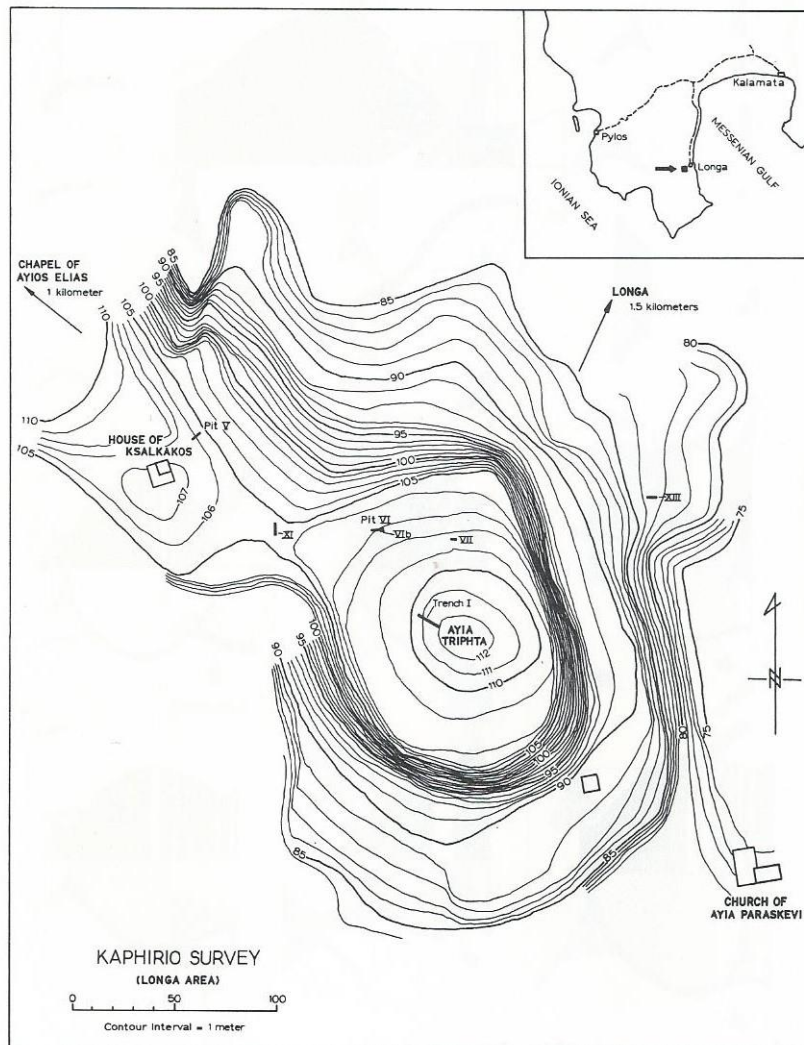 Kalamata
Pylos
MESSENIAN GULF
Longa
IONIAN SEA
CHAPEL OF
AYIOS ELIAS
1 kilometer
85
90
95
100
105
110
LONGA
1.5 kilometers
85
80
90
110
105
HOUSE OF
KSALKAKOS
Pit V
107
106
95
100
105
75
XIII
XI
Pit VI
VIb
VII
Trench I
AYIA
TRIPHTA
112
111
110
100
95
90
N
105
100
95
90
80
75
85
85
CHURCH OF
AYIA PARASKEVI
KAPHIRIO SURVEY
(LONGA AREA)
0 50 100
Contour Interval = 1 meter